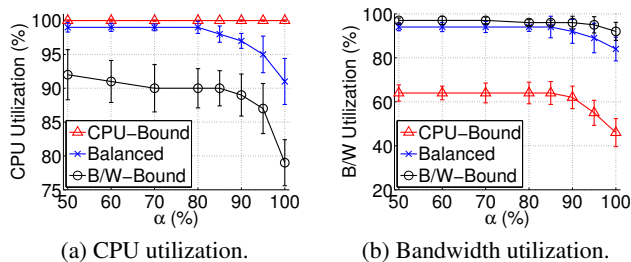 CPU Utilization (%)
100
95
90
85
80
75
CPU-Bound
Balanced
B/W-Bound
50 60 70 80 90 100
α (%)
(a) CPU utilization.
B/W Utilization (%)
100
80
60
40
20
CPU-Bound
Balanced
B/W-Bound
50 60 70 80 90 100
α (%)
(b) Bandwidth utilization.